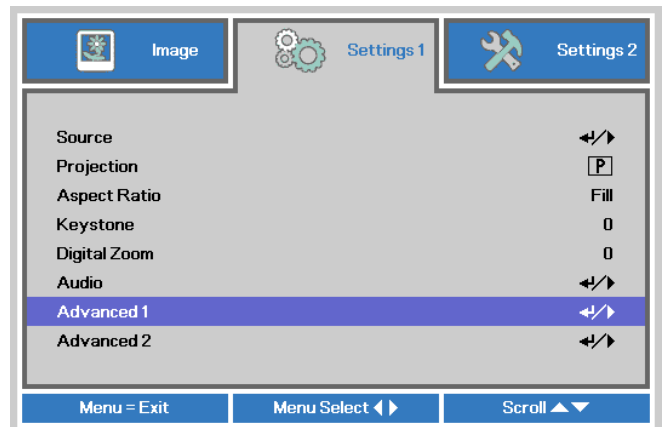 Image
Settings 1
Settings 2
Source ↵/▶
Projection P
Aspect Ratio Fill
Keystone 0
Digital Zoom 0
Audio ↵/▶
Advanced 1 ↵/▶
Advanced 2 ↵/▶
Menu = Exit
Menu Select ◀▶
Scroll ▲▼